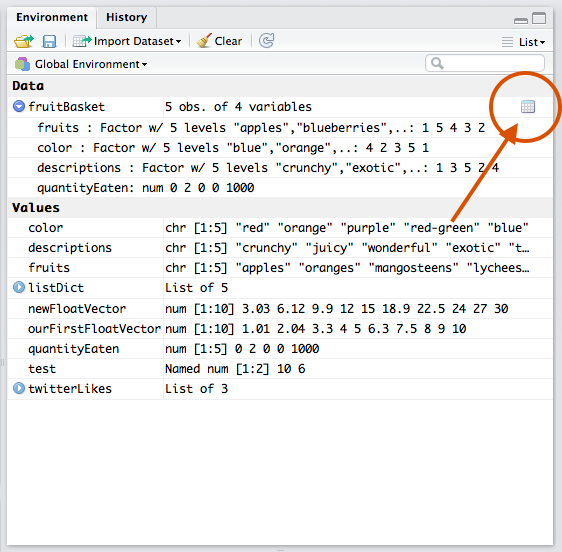 Environment History
Import Dataset Clear List
Global Environment
Data
fruitBasket 5 obs. of 4 variables
fruits : Factor w/ 5 levels "apples","blueberries",..: 1 5 4 3 2
color : Factor w/ 5 levels "blue","orange",..: 4 2 3 5 1
descriptions : Factor w/ 5 levels "crunchy","exotic",..: 1 3 5 2 4
quantityEaten: num 0 2 0 0 1000
Values
color chr [1:5] "red" "orange" "purple" "red-green" "blue"
descriptions chr [1:5] "crunchy" "juicy" "wonderful" "exotic" "t…
fruits chr [1:5] "apples" "oranges" "mangosteens" "lychees…
listDict List of 5
newFloatVector num [1:10] 3.03 6.12 9.9 12 15 18.9 22.5 24 27 30
ourFirstFloatVector num [1:10] 1.01 2.04 3.3 4 5 6.3 7.5 8 9 10
quantityEaten num [1:5] 0 2 0 0 1000
test Named num [1:2] 10 6
twitterLikes List of 3